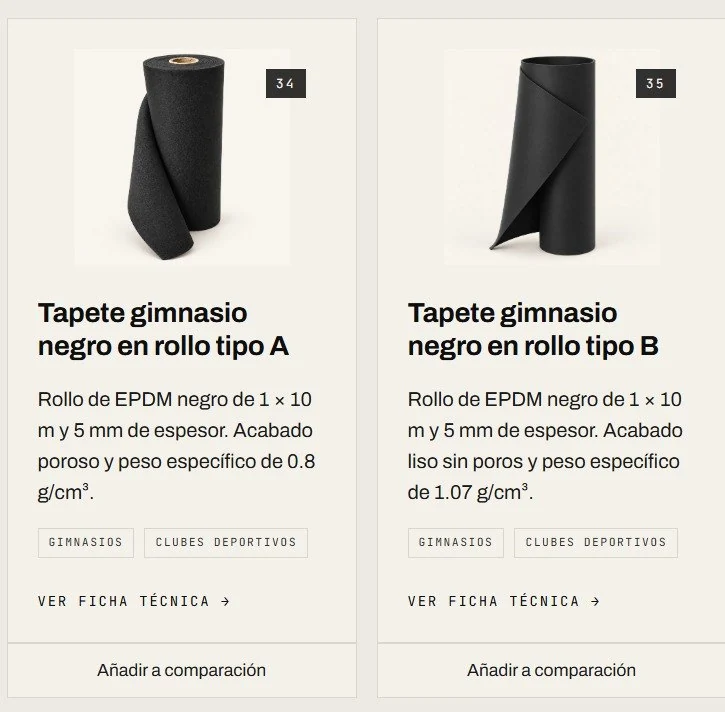 34
Tapete gimnasio
negro en rollo tipo A
Rollo de EPDM negro de 1 × 10
m y 5 mm de espesor. Acabado
poroso y peso específico de 0.8
g/cm³.
GIMNASIOS
CLUBES DEPORTIVOS
VER FICHA TÉCNICA →
Añadir a comparación
35
Tapete gimnasio
negro en rollo tipo B
Rollo de EPDM negro de 1 × 10
m y 5 mm de espesor. Acabado
liso sin poros y peso específico
de 1.07 g/cm³.
GIMNASIOS
CLUBES DEPORTIVOS
VER FICHA TÉCNICA →
Añadir a comparación